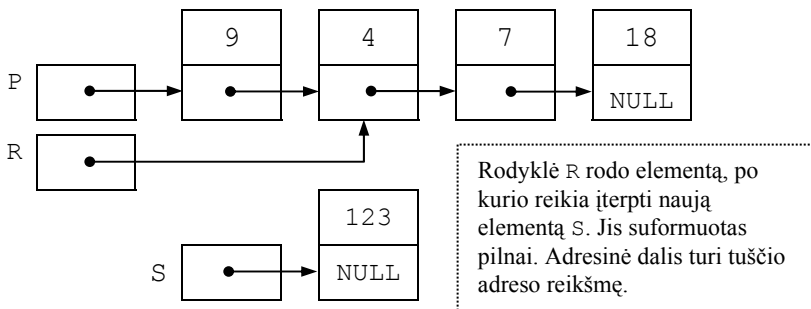 9 4 7 18
P
NULL
R
Rodyklė R rodo elementą, po
kurio reikia įterpti naują
elementą S. Jis suformuotas
pilnai. Adresinė dalis turi tuščio
adreso reikšmę.
123
S NULL